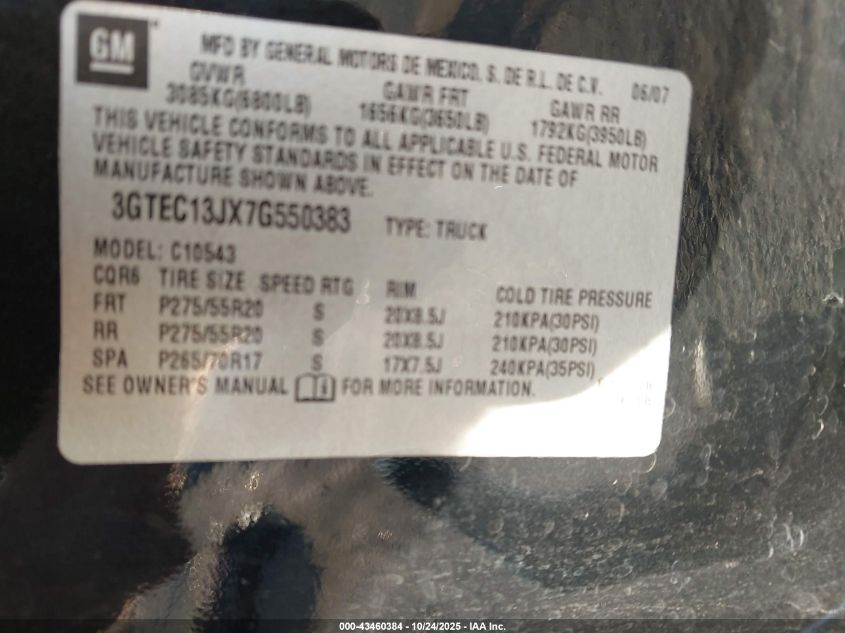 GM
MFD BY GENERAL MOTORS DE MEXICO, S. DE R.L. DE C.V. 06/07
GVWR GAWR FRT GAWR RR
3085KG(6800LB) 1656KG(3650LB) 1792KG(3950LB)
THIS VEHICLE CONFORMS TO ALL APPLICABLE U.S. FEDERAL MOTOR
VEHICLE SAFETY STANDARDS IN EFFECT ON THE DATE OF
MANUFACTURE SHOWN ABOVE.
3GTEC13JX7G550383 TYPE: TRUCK
MODEL: C10543
CQR6 TIRE SIZE SPEED RTG RIM COLD TIRE PRESSURE
FRT P275/55R20 S 20X8.5J 210KPA(30PSI)
RR P275/55R20 S 20X8.5J 210KPA(30PSI)
SPA P265/70R17 S 17X7.5J 240KPA(35PSI)
SEE OWNER'S MANUAL FOR MORE INFORMATION.
000-43460384 - 10/24/2025 - IAA Inc.